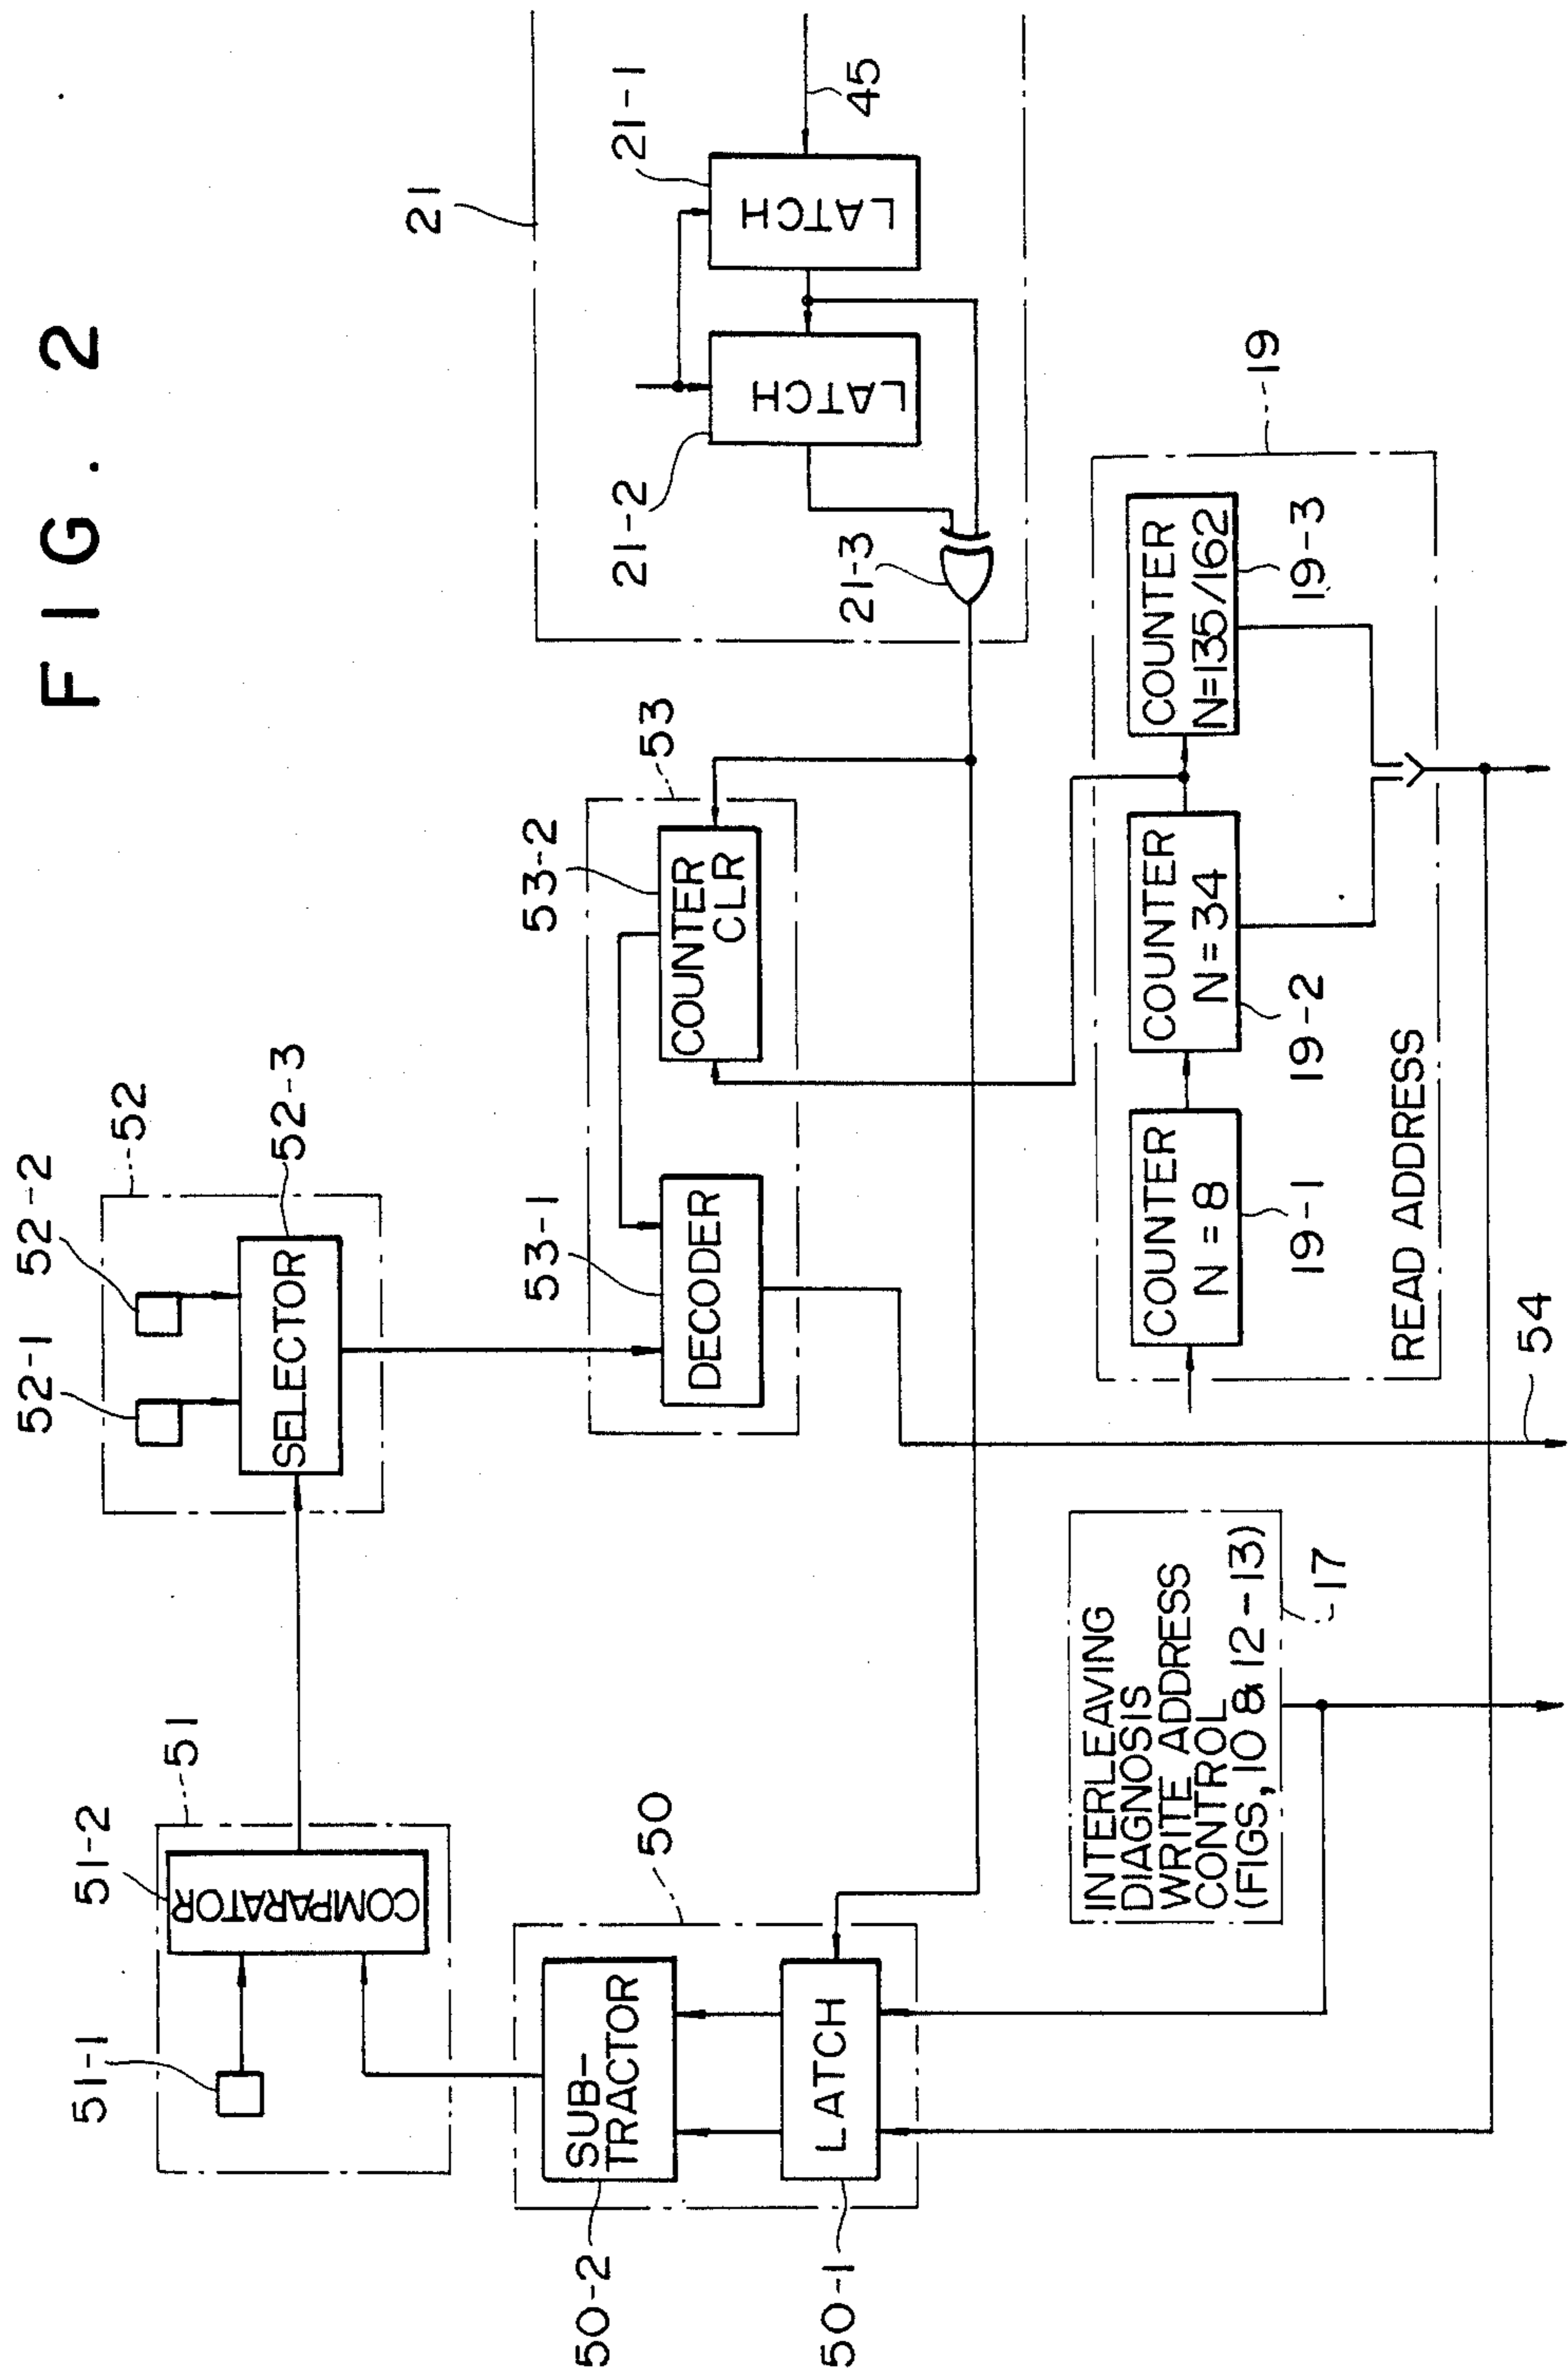 FIG. 2
21
21-1
LATCH
45
21-2
LATCH
21-3
52
52-1
52-2
52-3
SELECTOR
53
53-1
DECODER
53-2
COUNTER
CLR
51
51-1
51-2
COMPARATOR
50
50-2
SUB-
TRACTOR
50-1
LATCH
INTERLEAVING
DIAGNOSIS
WRITE ADDRESS
CONTROL
(FIGS, 10 & 12-13)
17
54
19
COUNTER
N=8
19-1
COUNTER
N=34
19-2
COUNTER
N=135/162
19-3
READ ADDRESS